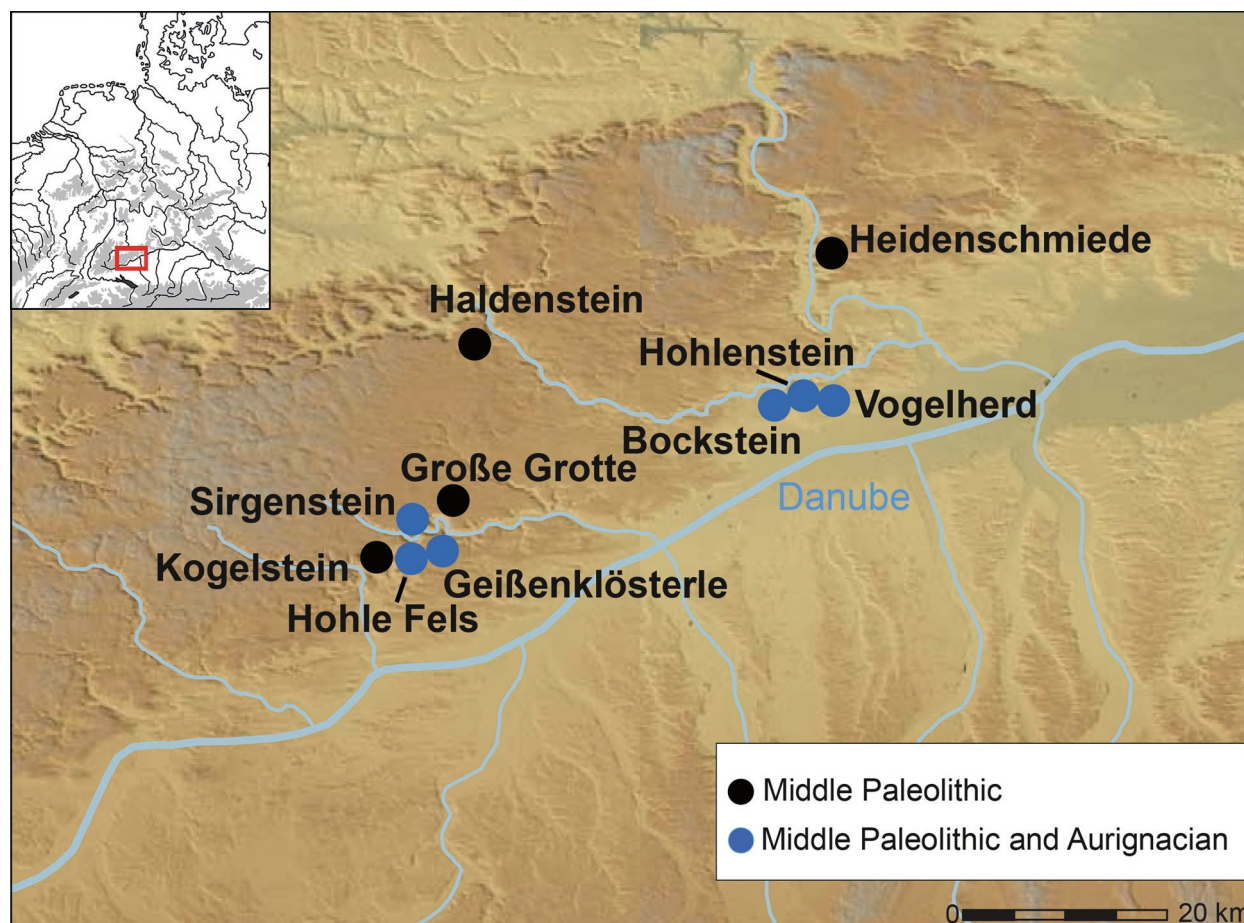 Heidenschmiede
Haldenstein
Hohlenstein
Vogelherd
Bockstein
Große Grotte
Sirgenstein
Danube
Kogelstein
Geißenklösterle
Hohle Fels
Middle Paleolithic
Middle Paleolithic and Aurignacian
0 20 km